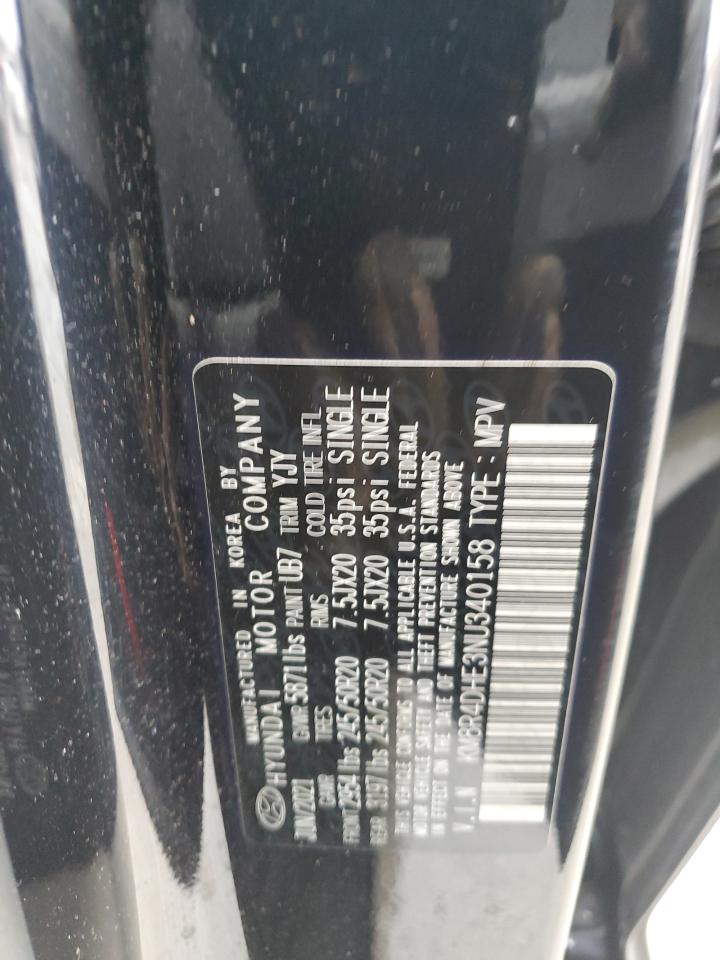 MANUFACTURED IN KOREA BY
HYUNDAI MOTOR COMPANY
JUN/2021 GVWR 5871lbs PAINT UB7 TRIM YJY
GAWR TIRES RIMS COLD TIRE INFL
FRONT 2954lbs 245/50R20 7.5JX20 35psi SINGLE
REAR 3197lbs 245/50R20 7.5JX20 35psi SINGLE
THIS VEHICLE CONFORMS TO ALL APPLICABLE U.S.A. FEDERAL
MOTOR VEHICLE SAFETY AND THEFT PREVENTION STANDARDS
IN EFFECT ON THE DATE OF MANUFACTURE SHOWN ABOVE
V.I.N KM8R4DHE3NU340158 TYPE : MPV